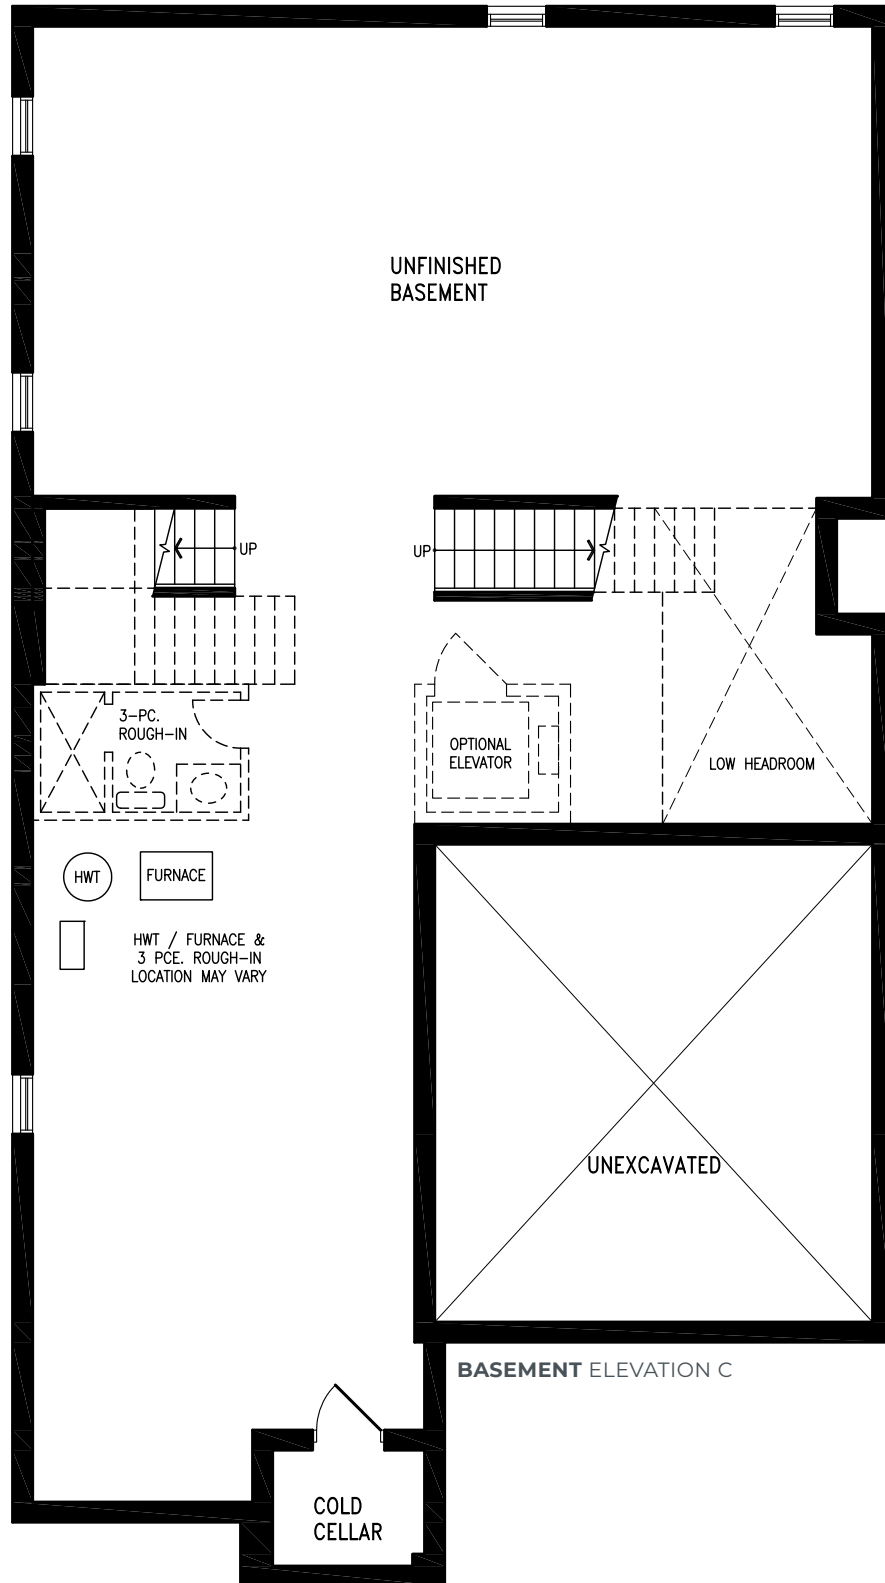 UNFINISHED
BASEMENT
UP
UP
3-PC.
ROUGH-IN
OPTIONAL
ELEVATOR
LOW HEADROOM
HWT
FURNACE
HWT / FURNACE &
3 PCE. ROUGH-IN
LOCATION MAY VARY
UNEXCAVATED
BASEMENT ELEVATION C
COLD
CELLAR